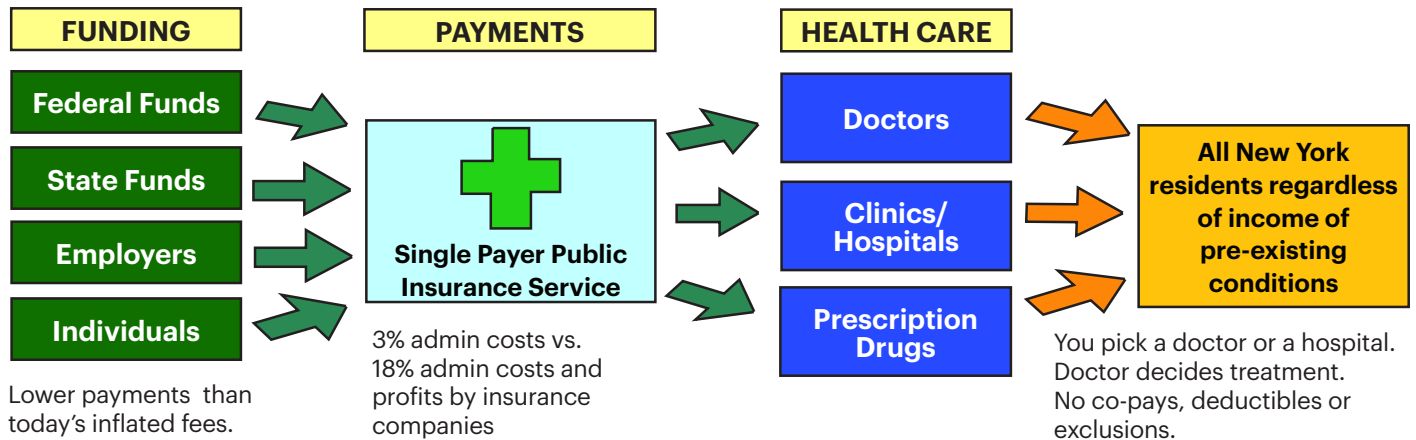 FUNDING
Federal Funds
State Funds
Employers
Individuals
Lower payments than
today's inflated fees.
PAYMENTS
Single Payer Public
Insurance Service
3% admin costs vs.
18% admin costs and
profits by insurance
companies
HEALTH CARE
Doctors
Clinics/
Hospitals
Prescription
Drugs
All New York
residents regardless
of income of
pre-existing
conditions
You pick a doctor or a hospital.
Doctor decides treatment.
No co-pays, deductibles or
exclusions.